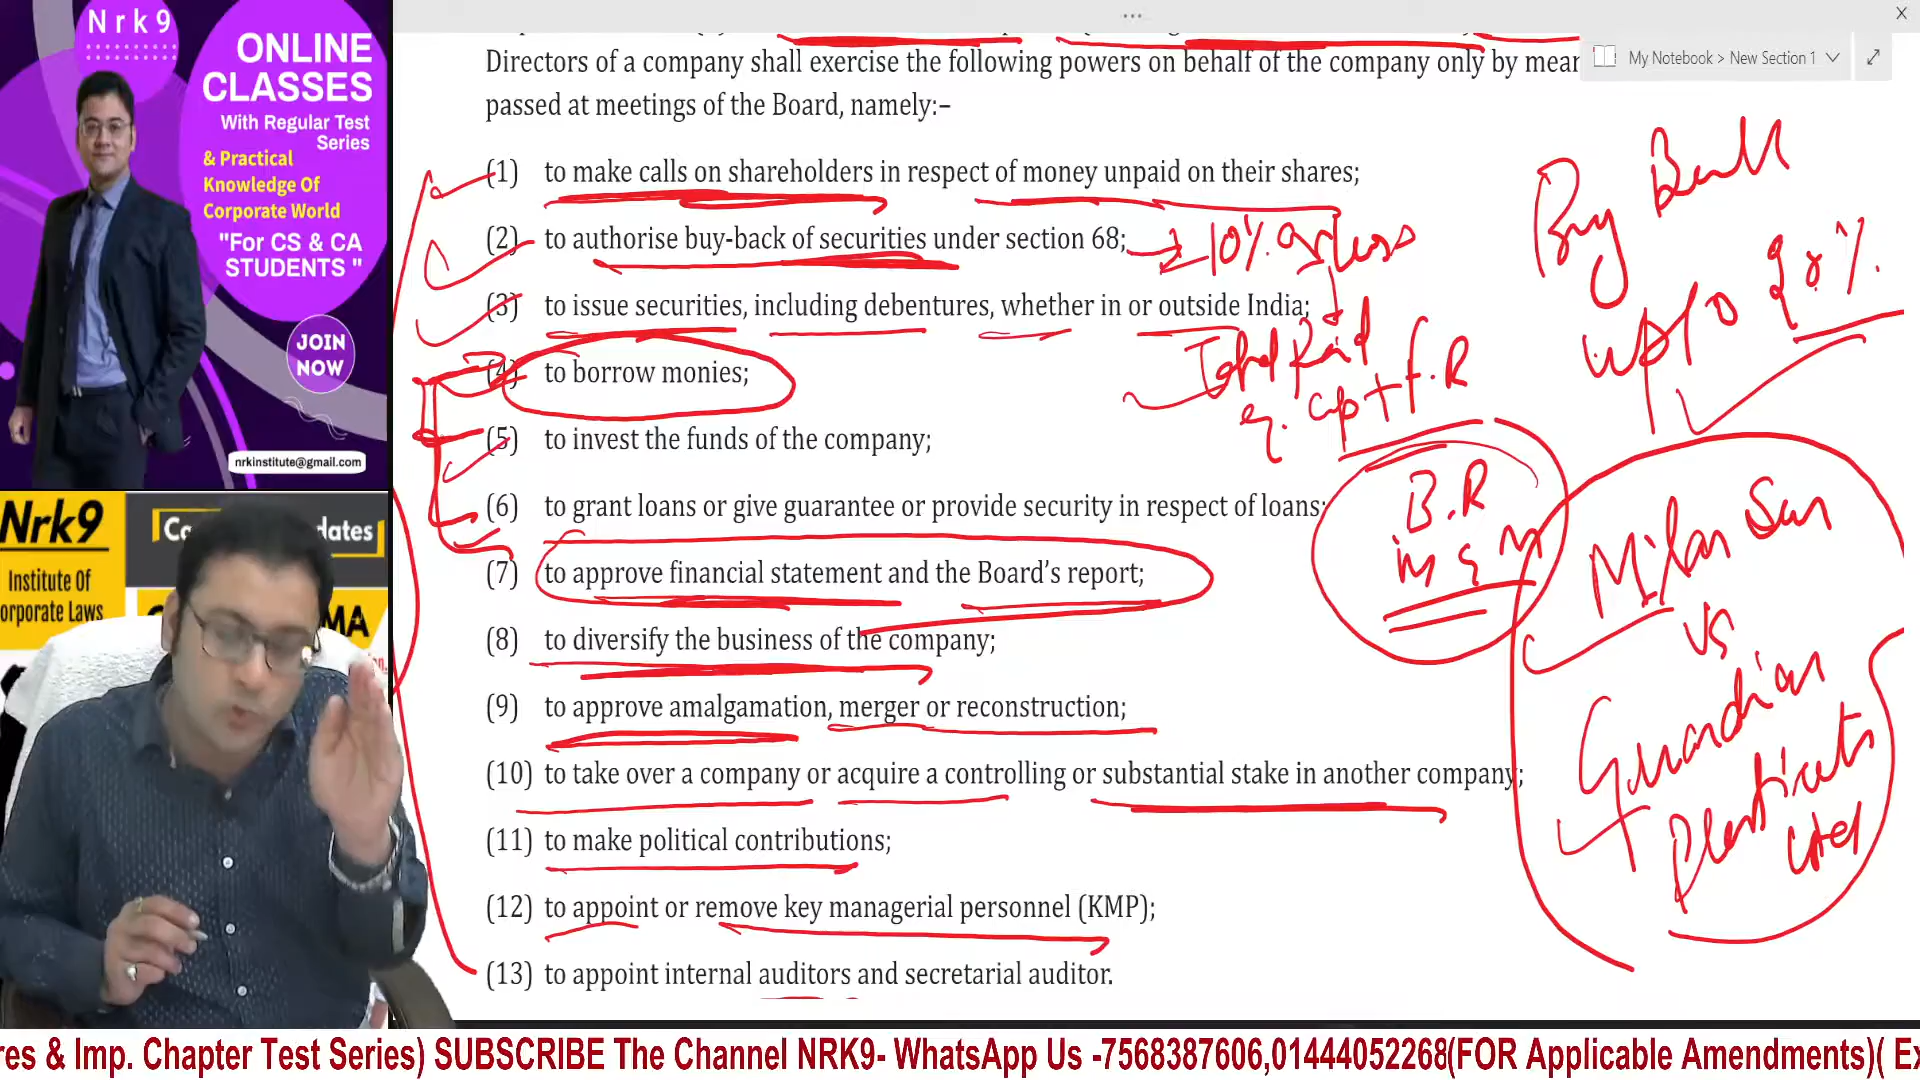 Nrk9
ONLINE
CLASSES
With Regular Test
Series
& Practical
Knowledge Of
Corporate World
"For CS & CA
STUDENTS "
JOIN
NOW
nrkinstitute@gmail.com
Nrk9
Institute Of
orporate Laws
dates
MA
My Notebook > New Section 1
Directors of a company shall exercise the following powers on behalf of the company only by mean
passed at meetings of the Board, namely:–
(1) to make calls on shareholders in respect of money unpaid on their shares;
(2) to authorise buy-back of securities under section 68;
(3) to issue securities, including debentures, whether in or outside India;
(4) to borrow monies;
(5) to invest the funds of the company;
(6) to grant loans or give guarantee or provide security in respect of loans;
(7) to approve financial statement and the Board's report;
(8) to diversify the business of the company;
(9) to approve amalgamation, merger or reconstruction;
(10) to take over a company or acquire a controlling or substantial stake in another company;
(11) to make political contributions;
(12) to appoint or remove key managerial personnel (KMP);
(13) to appoint internal auditors and secretarial auditor.
10% or less
Total Paid
cap + F.R
Buy Back
upto
B.R
in
Milan Sen
vs
Guardian
Plasticote
Ltd
res & Imp. Chapter Test Series) SUBSCRIBE The Channel NRK9- WhatsApp Us -7568387606,01444052268(FOR Applicable Amendments)( Ex